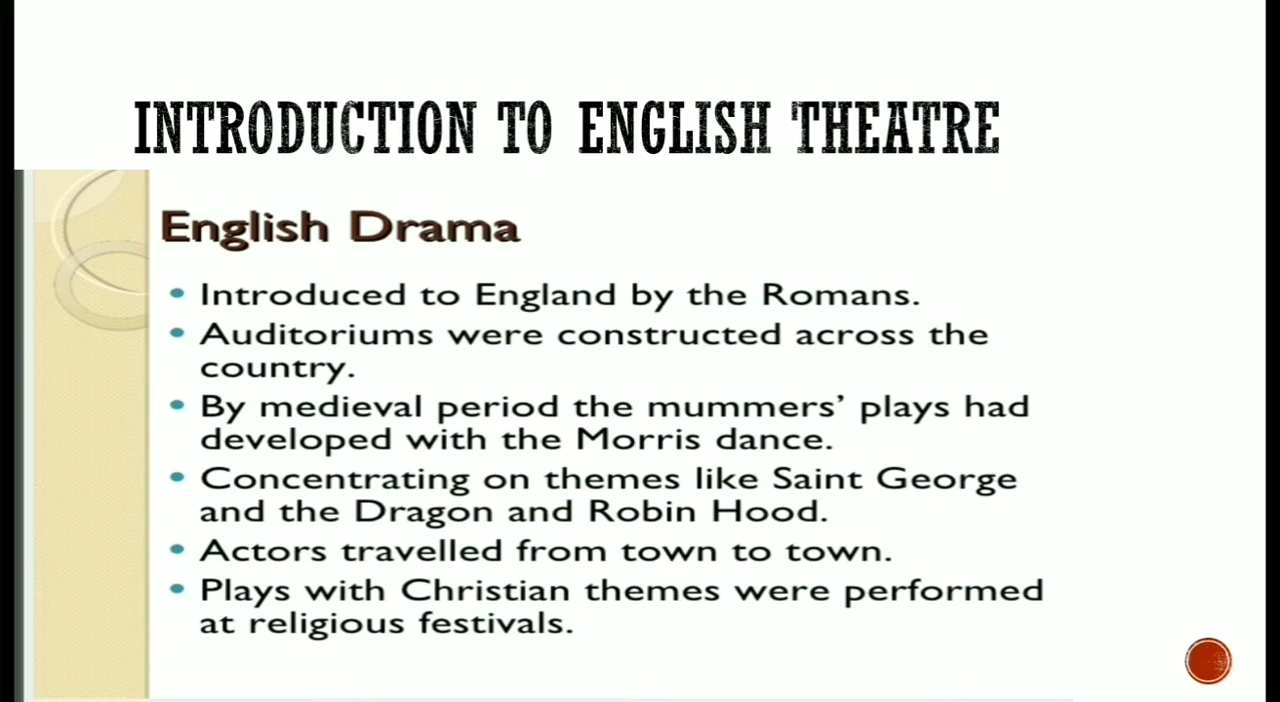 INTRODUCTION TO ENGLISH THEATRE
English Drama
• Introduced to England by the Romans.
• Auditoriums were constructed across the
country.
• By medieval period the mummers' plays had
developed with the Morris dance.
• Concentrating on themes like Saint George
and the Dragon and Robin Hood.
• Actors travelled from town to town.
• Plays with Christian themes were performed
at religious festivals.